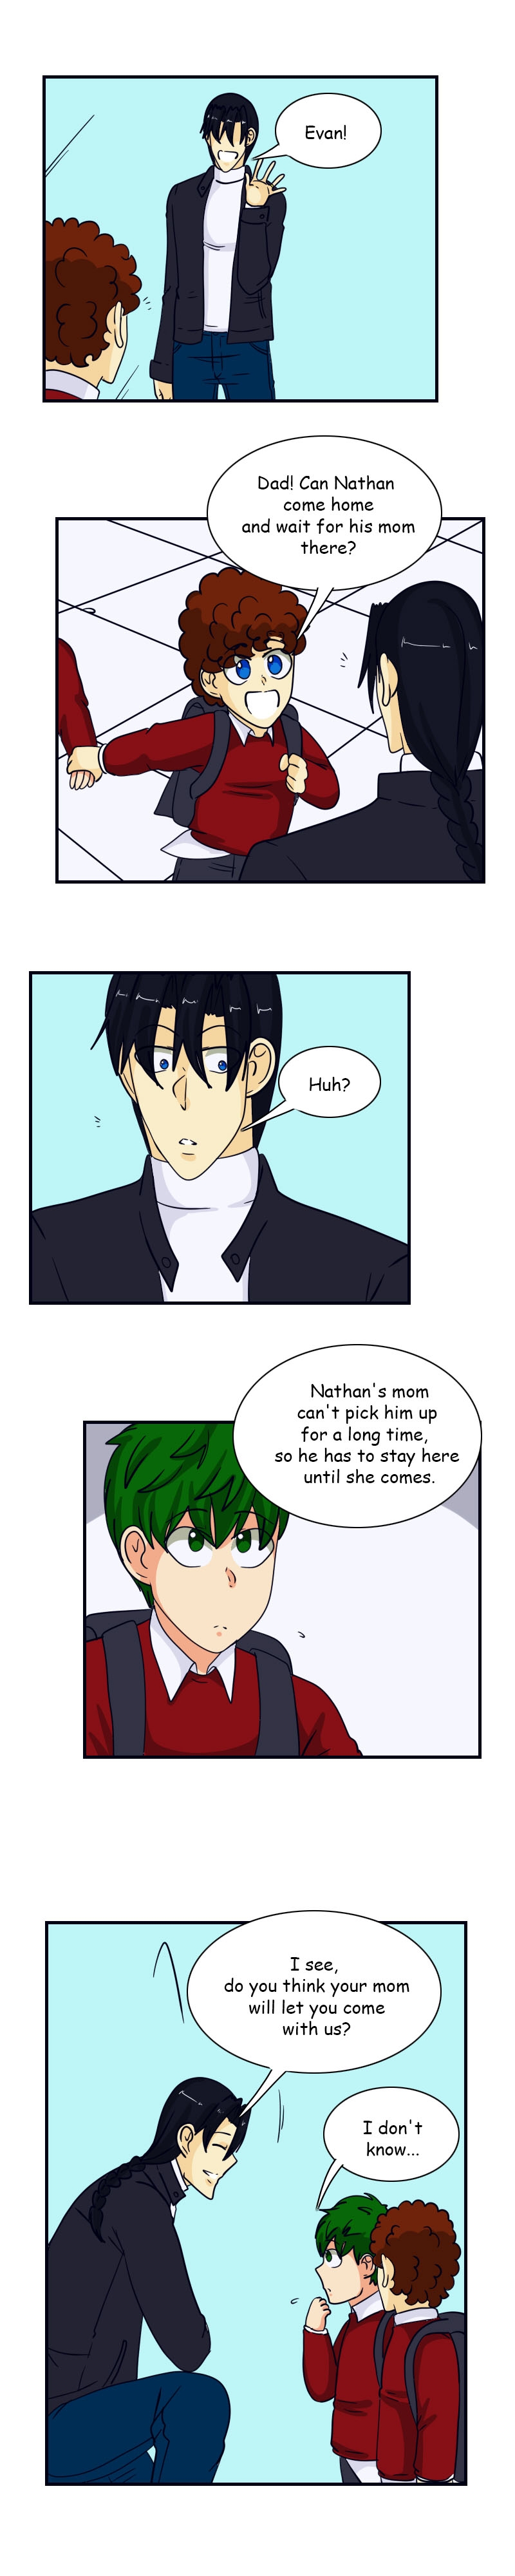 Evan!
Dad! Can Nathan
come home
and wait for his mom
there?
Huh?
Nathan's mom
can't pick him up
for a long time,
so he has to stay here
until she comes.
I see,
do you think your mom
will let you come
with us?
I don't
know...